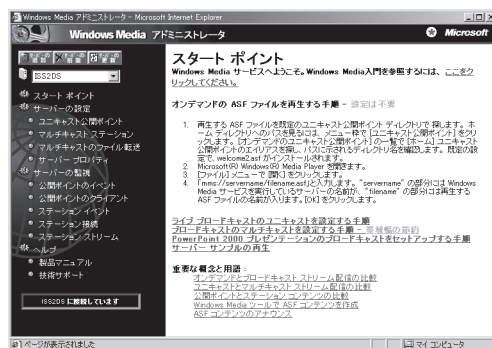 Windows Media アドミニストレータ - Microsoft Internet Explorer
Windows Media アドミニストレータ
Microsoft
ISS2DS
スタート ポイント
サーバーの設定
ユニキャスト公開ポイント
マルチキャスト ステーション
マルチキャストのファイル転送
サーバー プロパティ
サーバーの監視
公開ポイントのイベント
公開ポイントのクライアント
ステーション イベント
ステーション接続
ステーション ストリーム
ヘルプ
製品マニュアル
技術サポート
ISS2DS に接続しています
スタート ポイント
Windows Media サービスへようこそ。Windows Media入門を参照するには、ここをク
リックしてください。
オンデマンドの ASF ファイルを再生する手順 - 設定は不要
1. 再生する ASF ファイルを既定のユニキャスト公開ポイント ディレクトリで 探します。ホ
ーム ディレクトリへのパスを見るには、メニュー枠で [ユニキャスト公開ポイント] をクリ
ックします。[オンデマンドのユニキャスト公開ポイント] の一覧で [ホーム] ユニキャスト
公開ポイントのエイリアスを探し、パスに示されるディレクトリ名を確認します。既定の設
定で、welcome2.asf がインストールされます。
2. Microsoft(R) Windows(R) Media Player を開きます。
3. [ファイル] メニューで [開く] をクリックします。
4. 「mms://servername/filename.asf」と入力します。"servername" の部分には Windows
Media サービスを実行しているサーバーの名前が、"filename" の部分には再生する
ASF ファイルの名前が入ります。[OK] をクリックします。
ライブ ブロードキャストのユニキャストを設定する手順
ブロードキャストのマルチキャストを設定する手順 - 帯域幅の節約
PowerPoint 2000 プレゼンテーションのブロードキャストをセットアップする手順
サーバー サンプルの再生
重要な概念と用語 :
オンデマンドとブロードキャスト ストリーム配信の比較
ユニキャストとマルチキャスト ストリーム配信の比較
公開ポイントとステーション コンテンツの比較
Windows Media ツールで ASF コンテンツを作成
ASF コンテンツのアナウンス
ページが表示されました
マイ コンピュータ